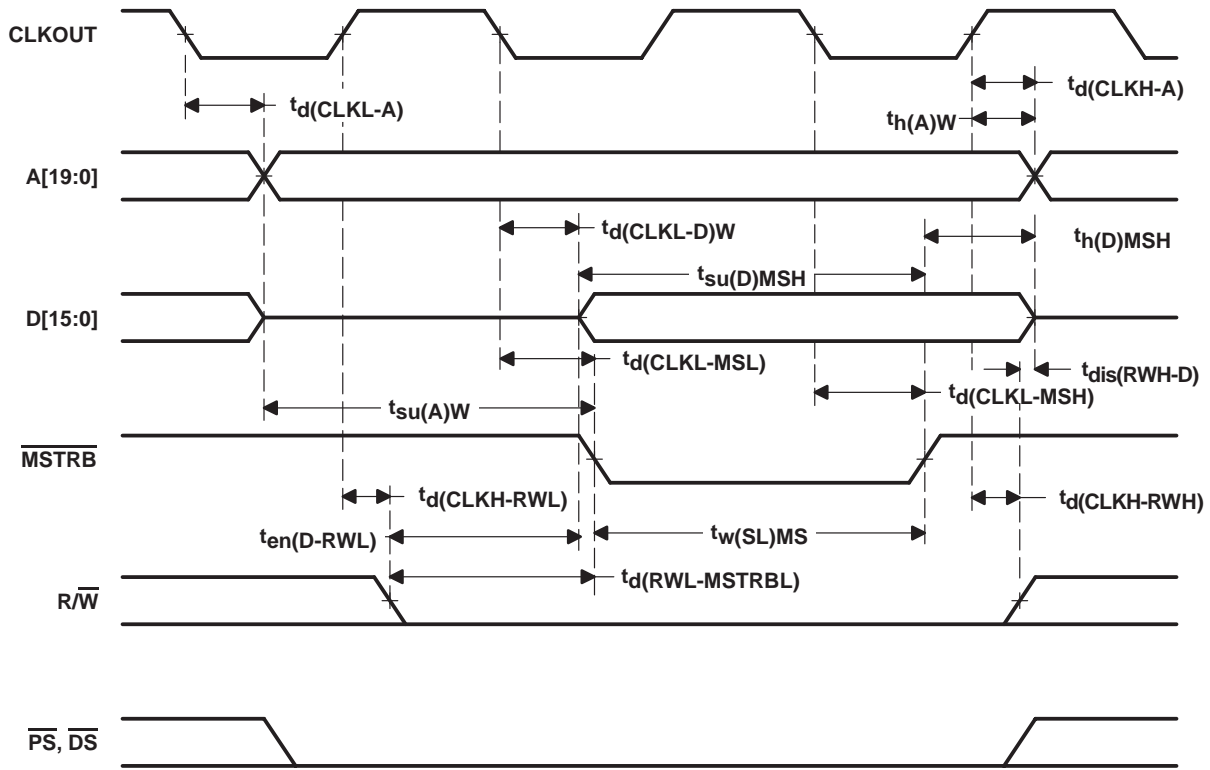 CLKOUT
td(CLKL-A)
td(CLKH-A)
th(A)W
A[19:0]
td(CLKL-D)W
th(D)MSH
tsu(D)MSH
D[15:0]
td(CLKL-MSL)
tdis(RWH-D)
td(CLKL-MSH)
tsu(A)W
MSTRB
td(CLKH-RWL)
td(CLKH-RWH)
ten(D-RWL)
tw(SL)MS
td(RWL-MSTRBL)
R/W
PS, DS